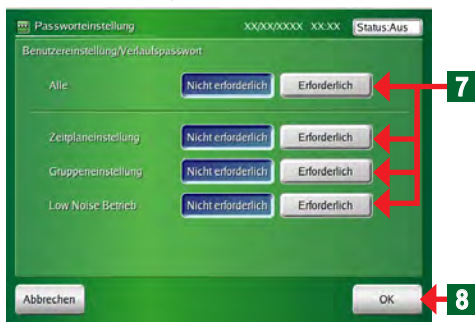 Passworteinstellung XX/XX/XXXX XX:XX Status:Aus
Benutzereinstellung/Verlaufspasswort
Alle Nicht erforderlich Erforderlich 7
Zeitplaneinstellung Nicht erforderlich Erforderlich
Gruppeneinstellung Nicht erforderlich Erforderlich
Low Noise Betrieb Nicht erforderlich Erforderlich
Abbrechen OK 8